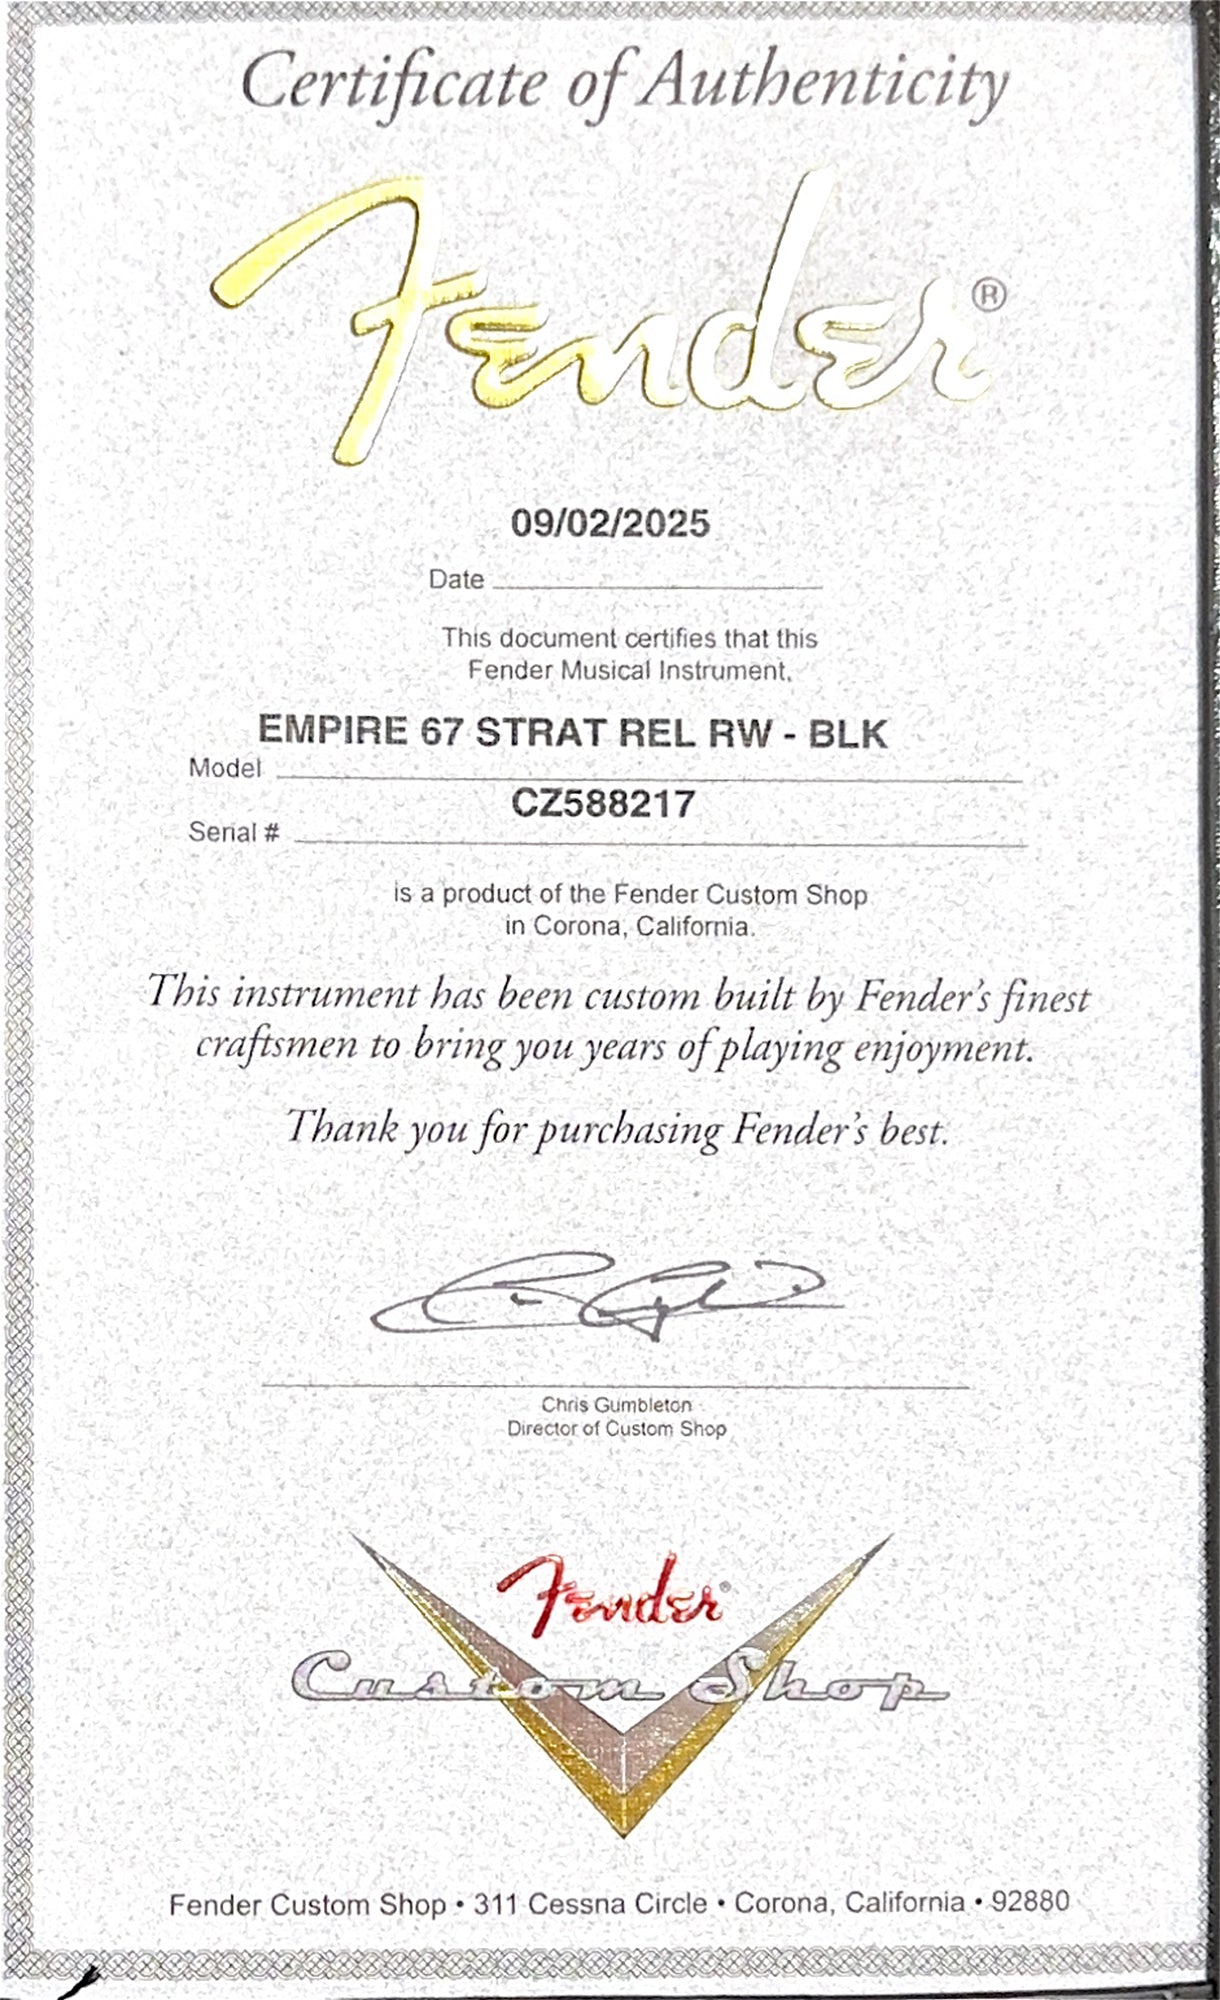 Certificate of Authenticity
Fender®
09/02/2025
Date
This document certifies that this
Fender Musical Instrument,
EMPIRE 67 STRAT REL RW - BLK
Model
CZ588217
Serial #
is a product of the Fender Custom Shop
in Corona, California.
This instrument has been custom built by Fender's finest
craftsmen to bring you years of playing enjoyment.
Thank you for purchasing Fender's best.
Chris Gumbleton
Director of Custom Shop
Fender®
Custom Shop
Fender Custom Shop • 311 Cessna Circle • Corona, California • 92880